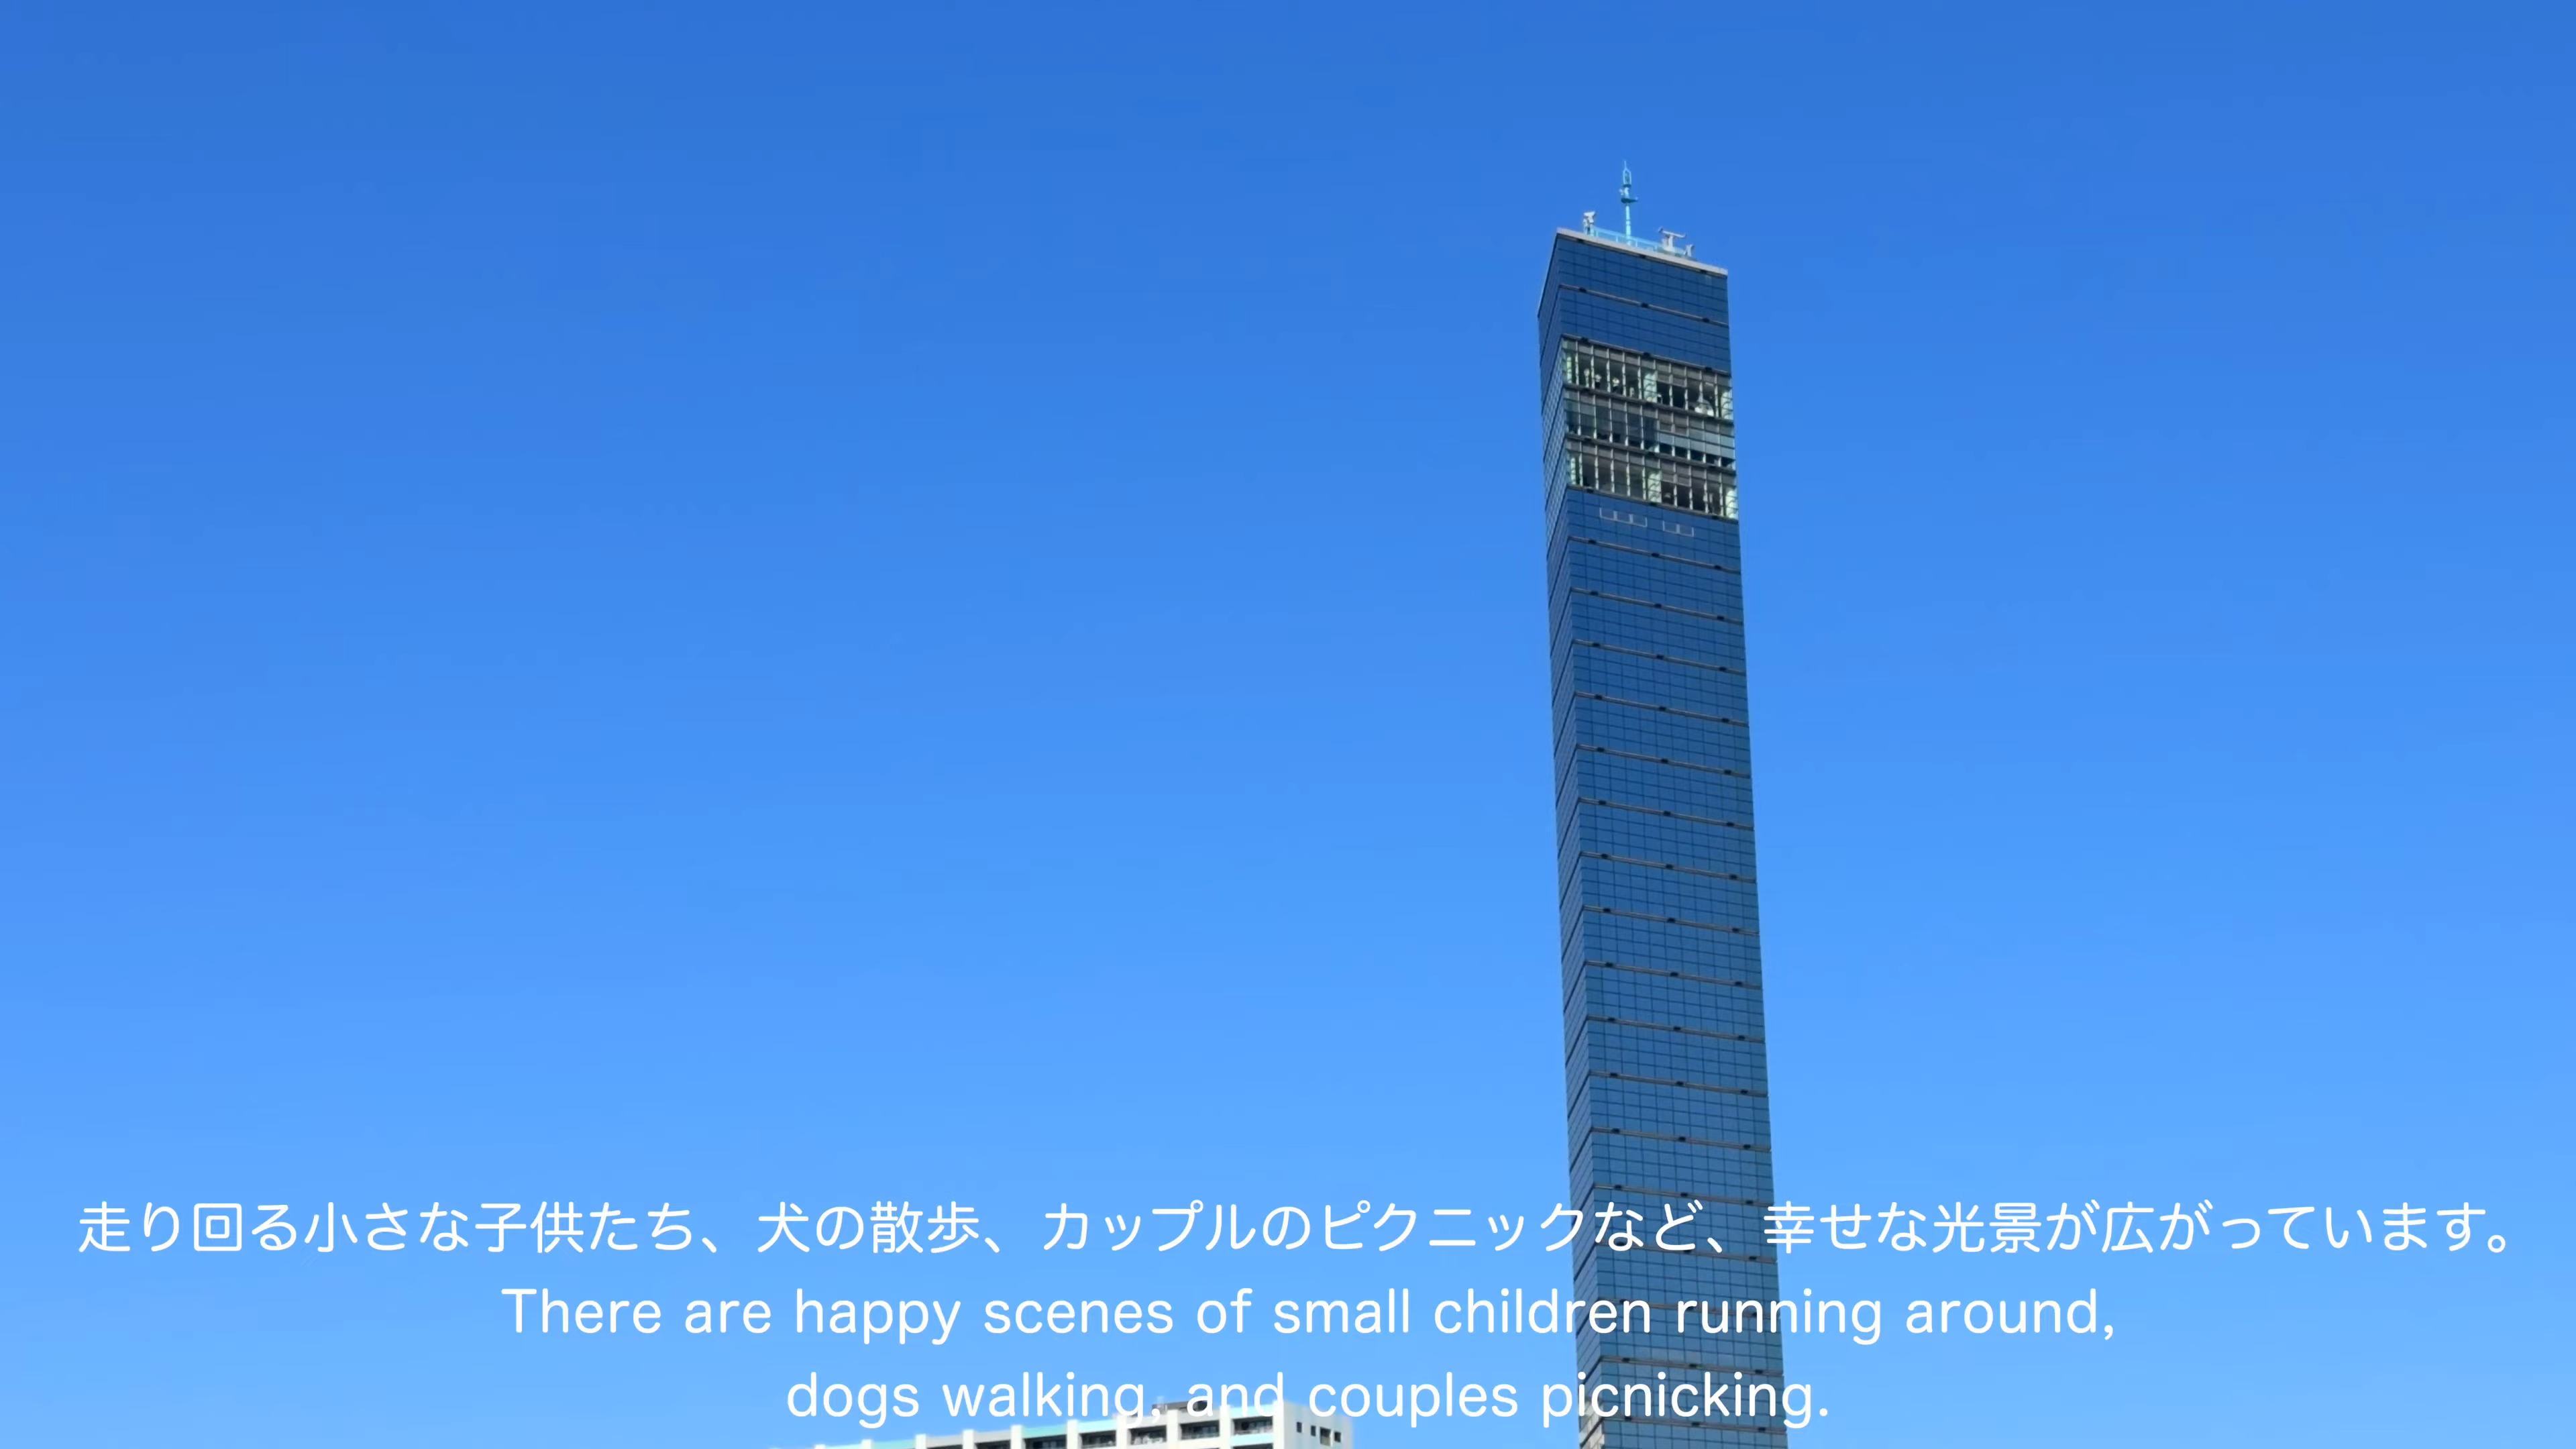 走り回る小さな子供たち、犬の散歩、カップルのピクニックなど、幸せな光景が広がっています。
There are happy scenes of small children running around,
dogs walking, and couples picnicking.